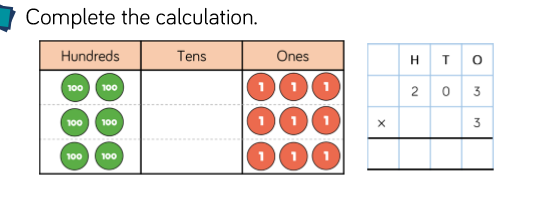 Complete the calculation.
Hundreds Tens Ones
100 100 1 1 1
100 100 1 1 1
100 100 1 1 1
H T O
2 0 3
× 3